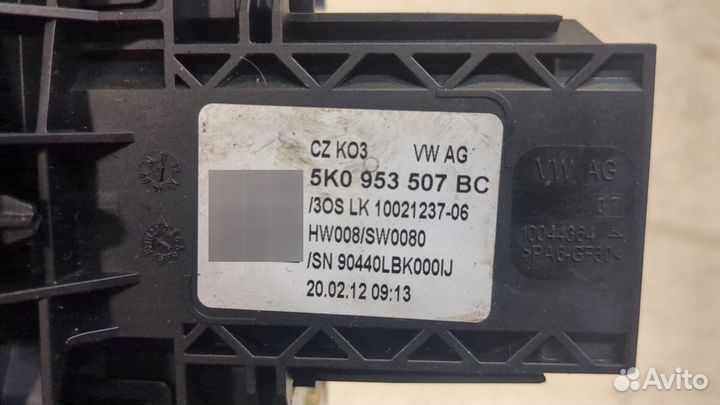 CZ KO3 VW AG
5K0 953 507 BC
/3OS LK 10021237-06
HW008/SW0080
/SN 90440LBK000IJ
20.02.12 09:13
VW AG
07
>PA6-GF30<
Avito